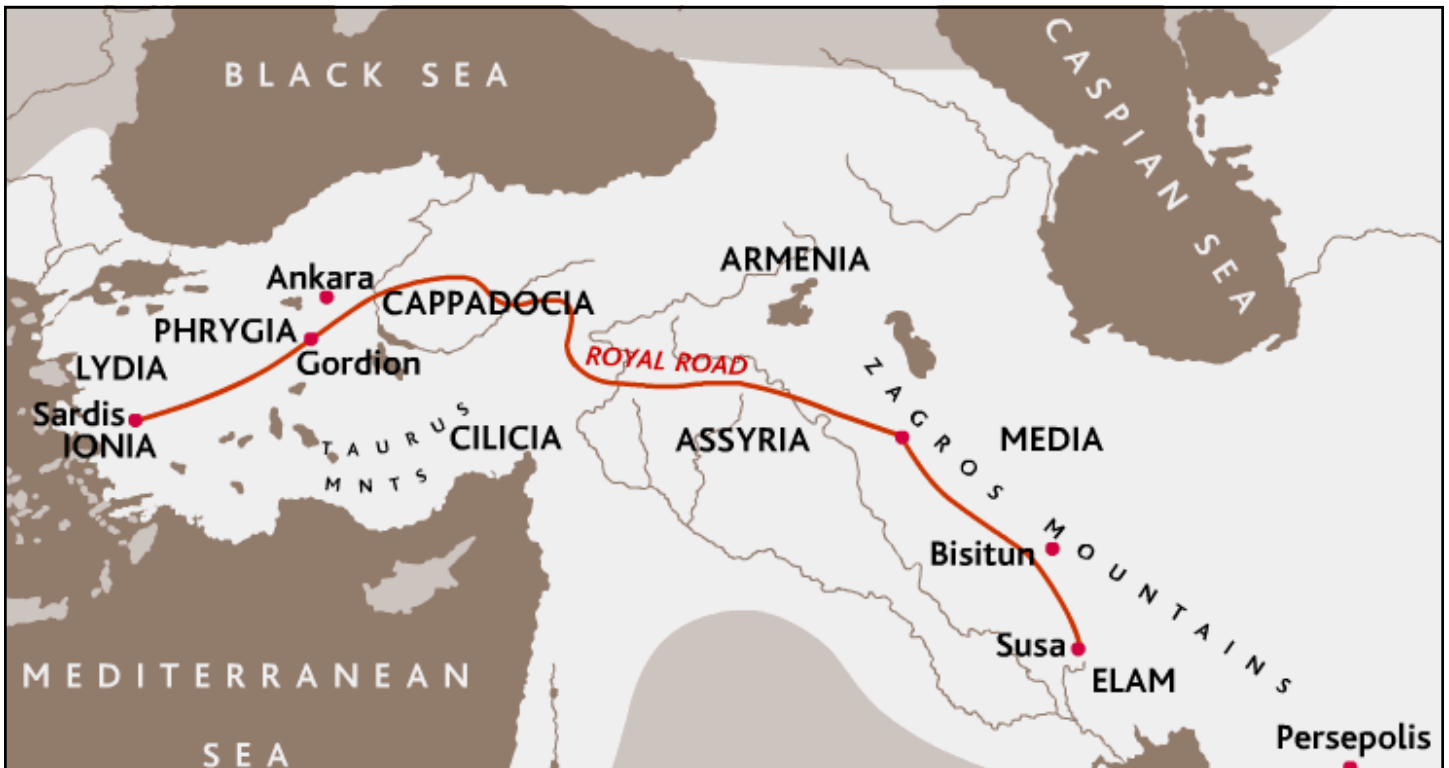 BLACK SEA
CASPIAN SEA
ARMENIA
Ankara
CAPPADOCIA
PHRYGIA
Gordion
LYDIA
ROYAL ROAD
Sardis
IONIA
TAURUS
MNTS
CILICIA
ASSYRIA
MEDIA
ZAGROS MOUNTAINS
Bisitun
Susa
ELAM
MEDITERRANEAN
SEA
Persepolis